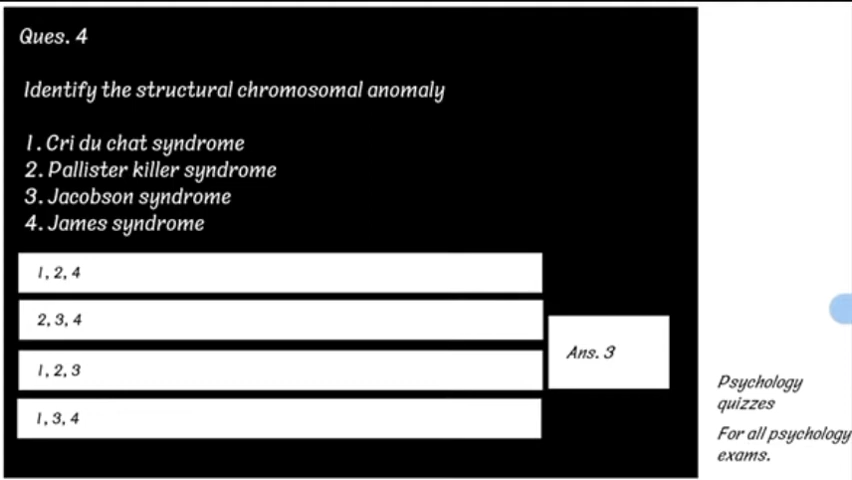 Ques. 4
Identify the structural chromosomal anomaly
1. Cri du chat syndrome
2. Pallister killer syndrome
3. Jacobson syndrome
4. James syndrome
1, 2, 4
2, 3, 4
1, 2, 3
1, 3, 4
Ans. 3
Psychology
quizzes
For all psychology
exams.